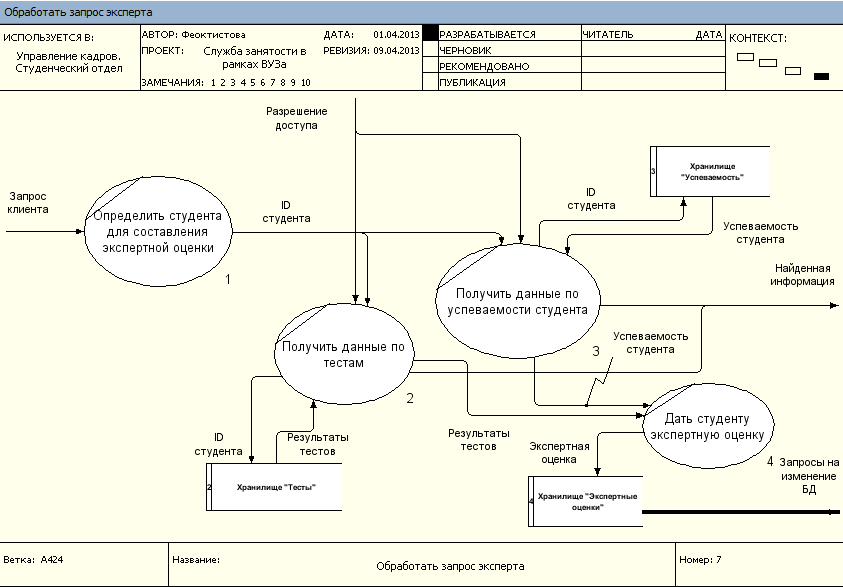 Обработать запрос эксперта
ИСПОЛЬЗУЕТСЯ В:
Управление кадров.
Студенческий отдел
АВТОР: Феоктистова
ДАТА: 01.04.2013
ПРОЕКТ: Служба занятости в
рамках ВУЗа
РЕВИЗИЯ: 09.04.2013
ЗАМЕЧАНИЯ: 1 2 3 4 5 6 7 8 9 10
РАЗРАБАТЫВАЕТСЯ
ЧЕРНОВИК
РЕКОМЕНДОВАНО
ПУБЛИКАЦИЯ
ЧИТАТЕЛЬ ДАТА
КОНТЕКСТ:
Разрешение
доступа
Запрос
клиента
Определить студента
для составления
экспертной оценки
1
ID
студента
ID
студента
3
Хранилище
"Успеваемость"
Успеваемость
студента
Найденная
информация
Получить данные по
успеваемости студента
3
Успеваемость
студента
Получить данные по
тестам
2
ID
студента
Результаты
тестов
2
Хранилище "Тесты"
Результаты
тестов
Экспертная
оценка
Дать студенту
экспертную оценку
4
Запросы на
изменение
БД
4
Хранилище "Экспертные
оценки"
Ветка: A424
Название:
Обработать запрос эксперта
Номер: 7